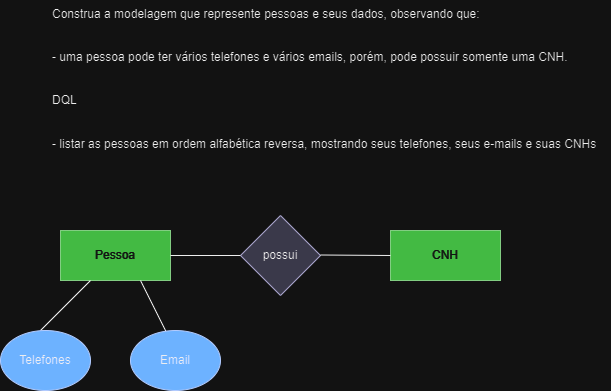 Construa a modelagem que represente pessoas e seus dados, observando que:
- uma pessoa pode ter vários telefones e vários emails, porém, pode possuir somente uma CNH.
DQL
- listar as pessoas em ordem alfabética reversa, mostrando seus telefones, seus e-mails e suas CNHs
Pessoa
possui
CNH
Telefones
Email